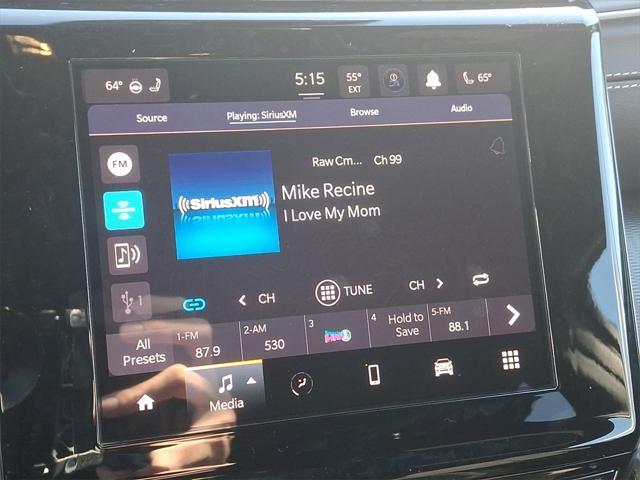 64° 5:15 55° EXT 65°
Source Playing: SiriusXM Browse Audio
FM
Raw Cm... Ch 99
((SiriusXM))
Mike Recine
I Love My Mom
1
CH TUNE CH
All Presets
1-FM 87.9
2-AM 530
3
4 Hold to Save
5-FM 88.1
Media